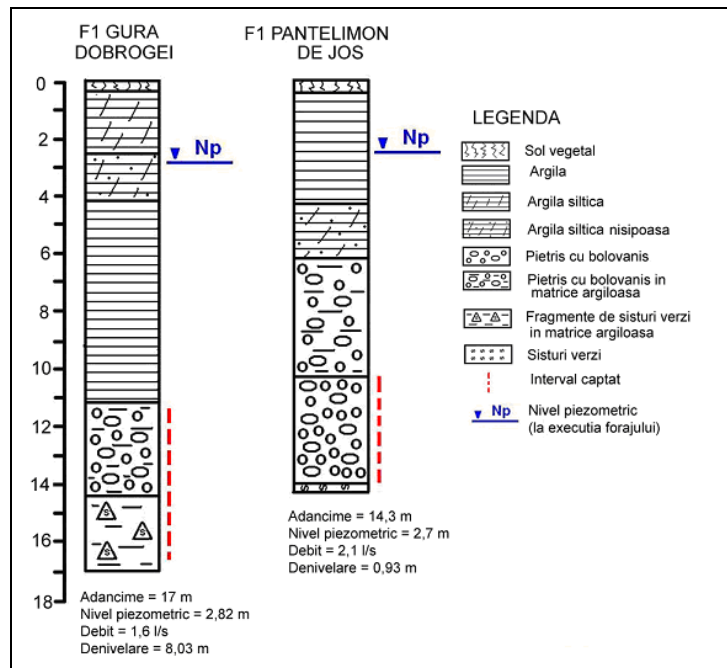 F1 GURA
DOBROGEI
F1 PANTELIMON
DE JOS
0
2
4
6
8
10
12
14
16
18
Np
Np
Adancime = 17 m
Nivel piezometric = 2,82 m
Debit = 1,6 l/s
Denivelare = 8,03 m
Adancime = 14,3 m
Nivel piezometric = 2,7 m
Debit = 2,1 l/s
Denivelare = 0,93 m
LEGENDA
Sol vegetal
Argila
Argila siltica
Argila siltica nisipoasa
Pietris cu bolovanis
Pietris cu bolovanis in
matrice argiloasa
Fragmente de sisturi verzi
in matrice argiloasa
Sisturi verzi
Interval captat
Np
Nivel piezometric
(la executia forajului)